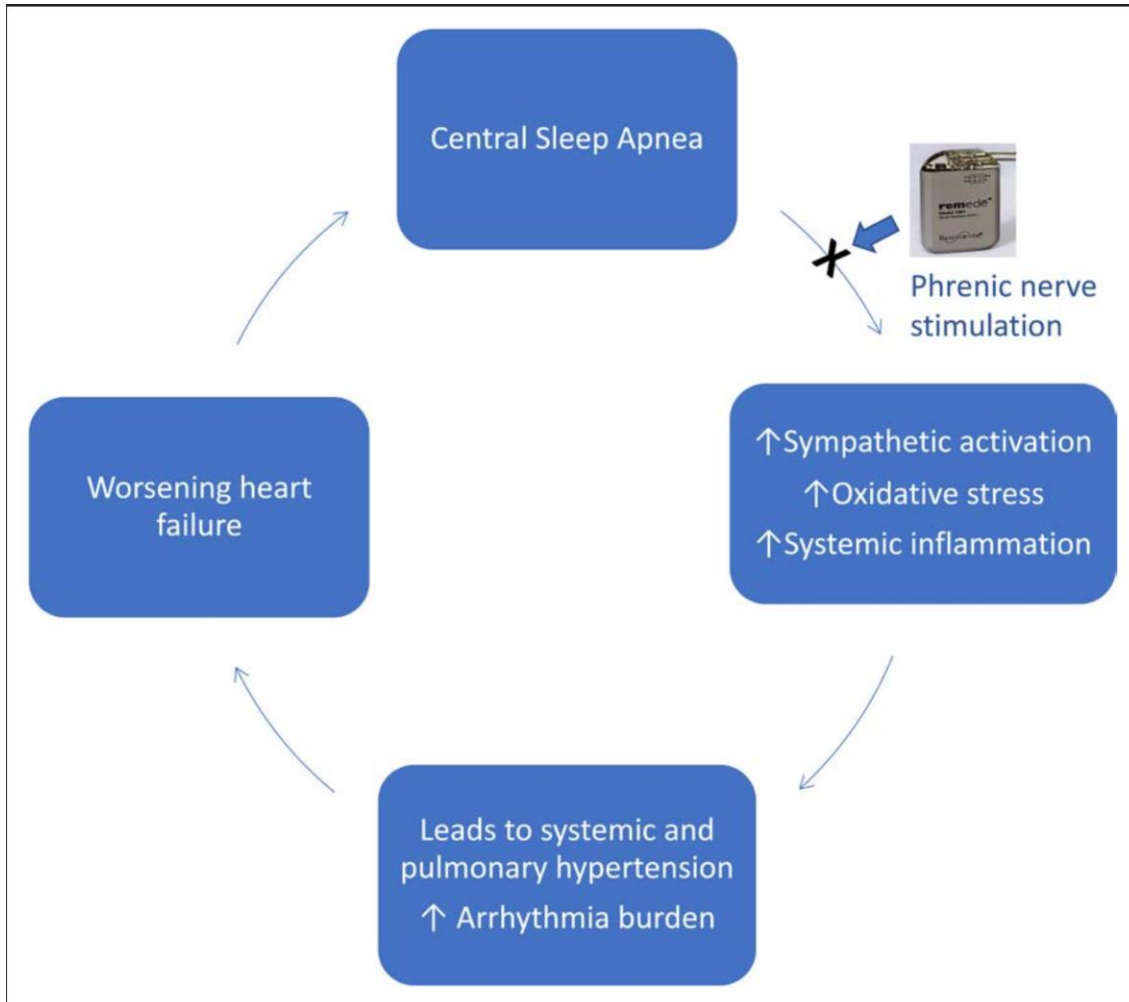 Central Sleep Apnea
remedē
Phrenic nerve
stimulation
↑Sympathetic activation
↑Oxidative stress
↑Systemic inflammation
Leads to systemic and
pulmonary hypertension
↑ Arrhythmia burden
Worsening heart
failure